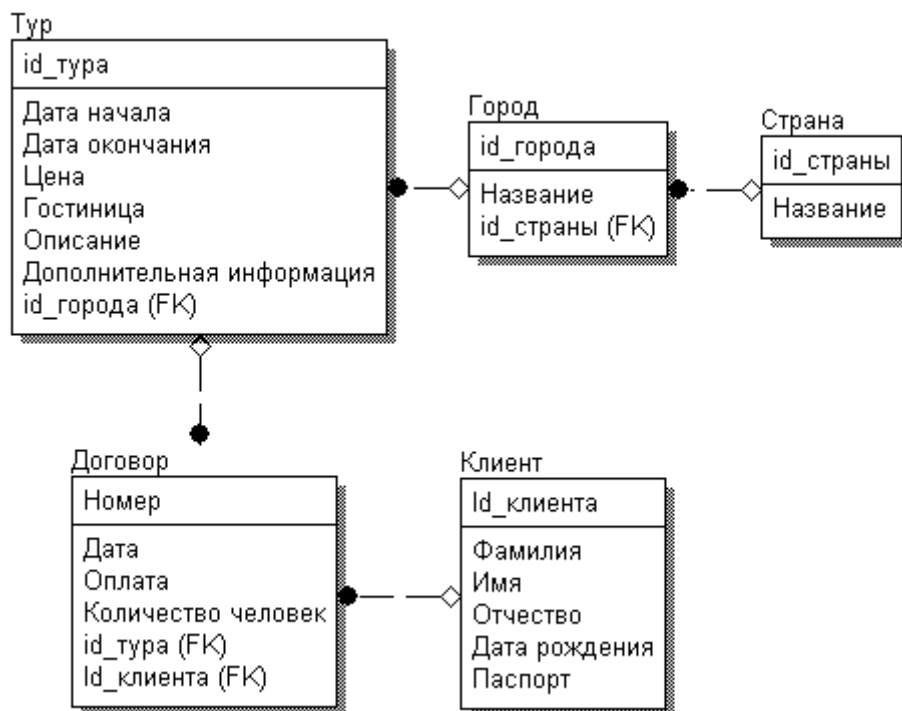 Тур
id_тура
Дата начала
Дата окончания
Цена
Гостиница
Описание
Дополнительная информация
id_города (FK)
Город
id_города
Название
id_страны (FK)
Страна
id_страны
Название
Договор
Номер
Дата
Оплата
Количество человек
id_тура (FK)
Id_клиента (FK)
Клиент
Id_клиента
Фамилия
Имя
Отчество
Дата рождения
Паспорт